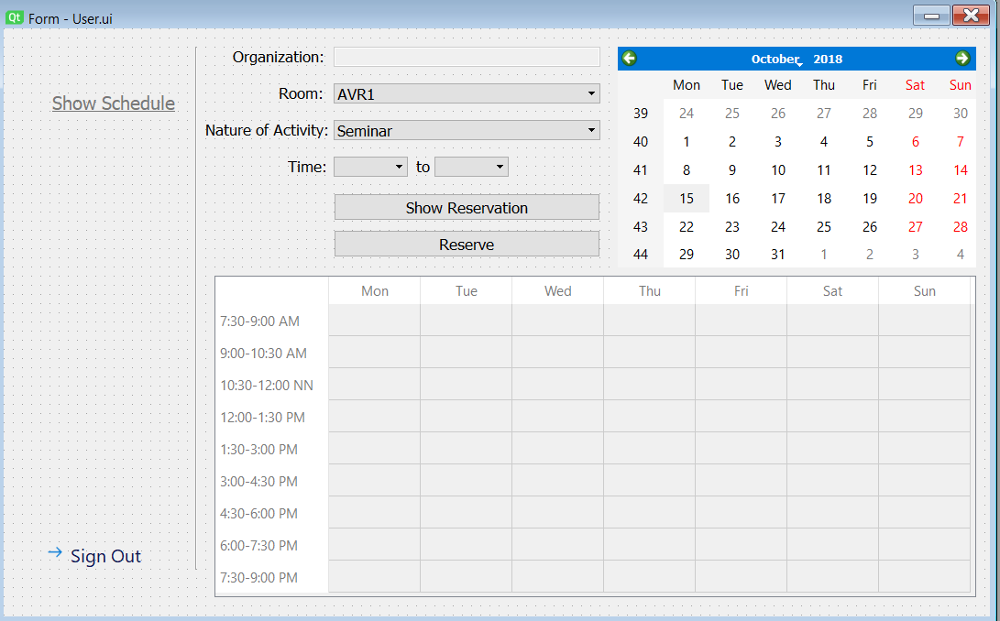 Qt Form - User.ui
Show Schedule
Organization:
Room: AVR1
Nature of Activity: Seminar
Time: to
Show Reservation
Reserve
October, 2018
Mon Tue Wed Thu Fri Sat Sun
39 24 25 26 27 28 29 30
40 1 2 3 4 5 6 7
41 8 9 10 11 12 13 14
42 15 16 17 18 19 20 21
43 22 23 24 25 26 27 28
44 29 30 31 1 2 3 4
Mon Tue Wed Thu Fri Sat Sun
7:30-9:00 AM
9:00-10:30 AM
10:30-12:00 NN
12:00-1:30 PM
1:30-3:00 PM
3:00-4:30 PM
4:30-6:00 PM
6:00-7:30 PM
7:30-9:00 PM
Sign Out